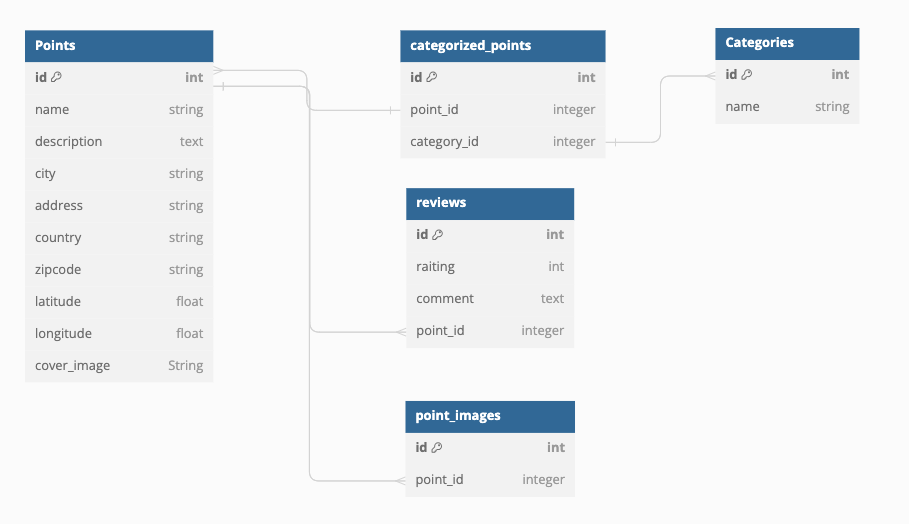 Points
id int
name string
description text
city string
address string
country string
zipcode string
latitude float
longitude float
cover_image String
categorized_points
id int
point_id integer
category_id integer
Categories
id int
name string
reviews
id int
raiting int
comment text
point_id integer
point_images
id int
point_id integer